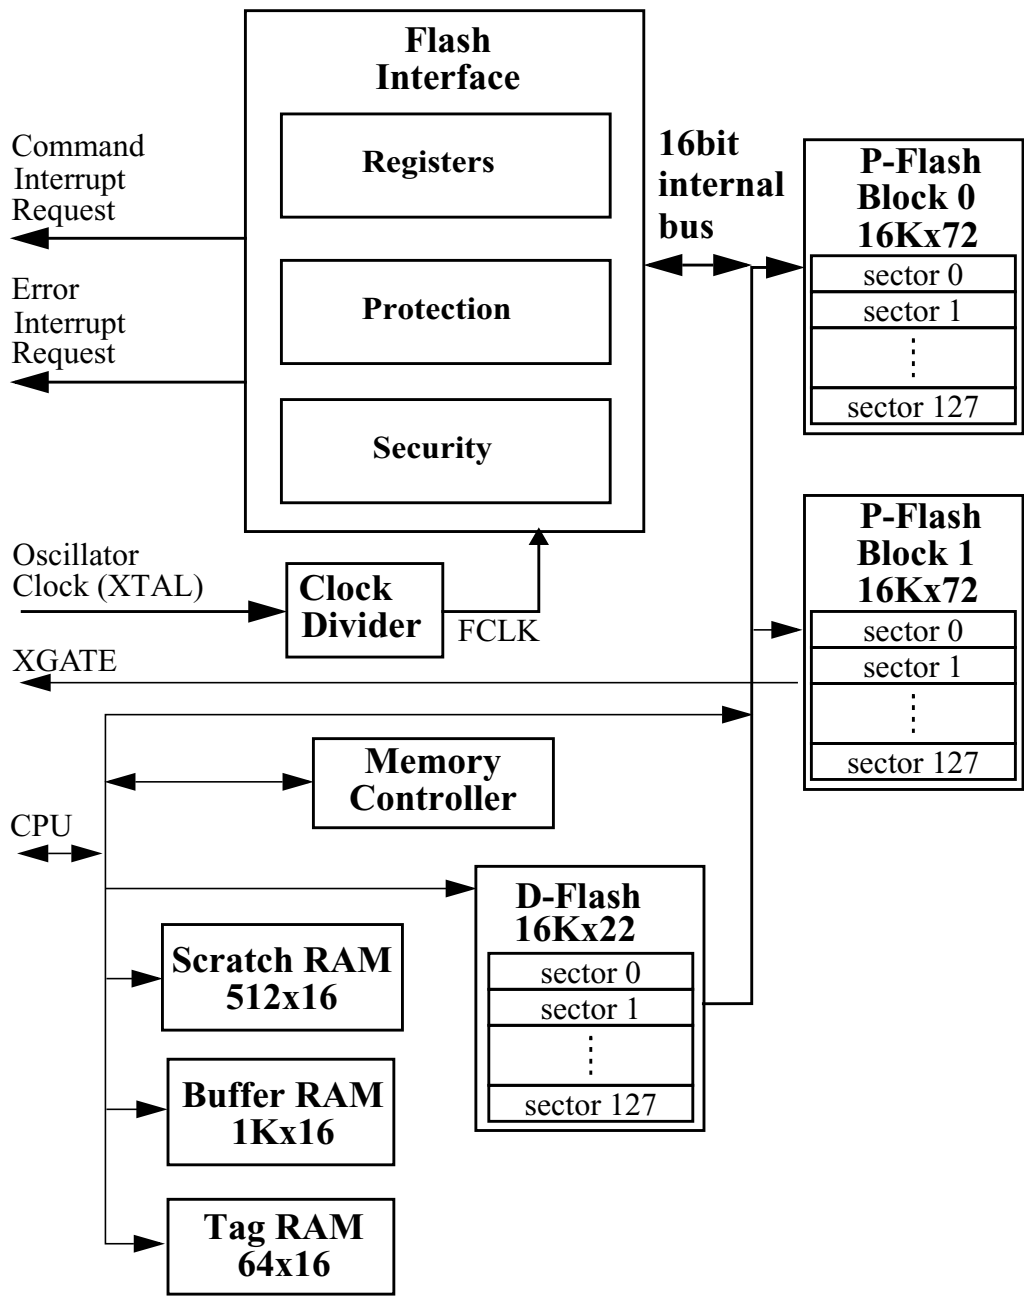 Flash
Interface
Registers
Protection
Security
Command
Interrupt
Request
Error
Interrupt
Request
16bit
internal
bus
P-Flash
Block 0
16Kx72
sector 0
sector 1
sector 127
P-Flash
Block 1
16Kx72
sector 0
sector 1
sector 127
Oscillator
Clock (XTAL)
Clock
Divider
FCLK
XGATE
Memory
Controller
CPU
D-Flash
16Kx22
sector 0
sector 1
sector 127
Scratch RAM
512x16
Buffer RAM
1Kx16
Tag RAM
64x16